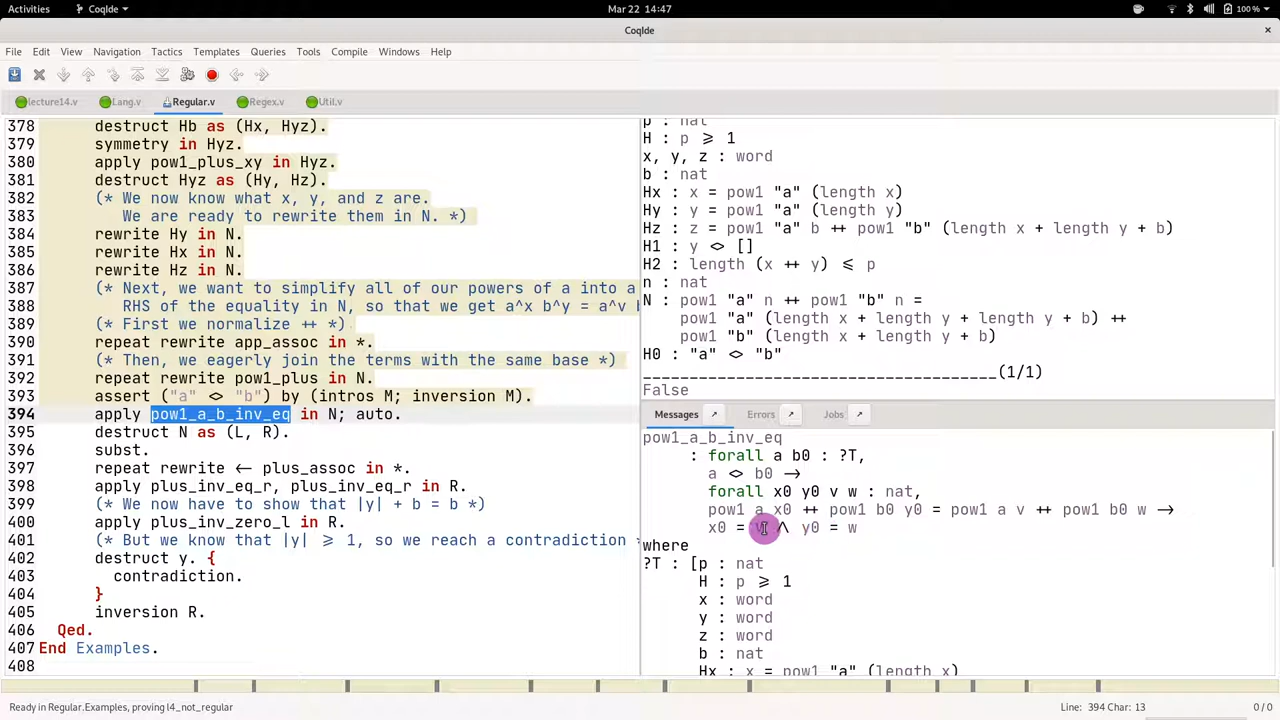 Activities
CoqIde
Mar 22 14:47
100 %
CoqIde
File Edit View Navigation Tactics Templates Queries Tools Compile Windows Help
lecture14.v Lang.v Regular.v Regex.v Util.v
378 destruct Hb as (Hx, Hyz).
379 symmetry in Hyz.
380 apply pow1_plus_xy in Hyz.
381 destruct Hyz as (Hy, Hz).
382 (* We now know what x, y, and z are.
383 We are ready to rewrite them in N. *)
384 rewrite Hy in N.
385 rewrite Hx in N.
386 rewrite Hz in N.
387 (* Next, we want to simplify all of our powers of a into a
388 RHS of the equality in N, so that we get a^x b^y = a^v b
389 (* First we normalize ++ *)
390 repeat rewrite app_assoc in *.
391 (* Then, we eagerly join the terms with the same base *)
392 repeat rewrite pow1_plus in N.
393 assert ("a" <> "b") by (intros M; inversion M).
394 apply pow1_a_b_inv_eq in N; auto.
395 destruct N as (L, R).
396 subst.
397 repeat rewrite ← plus_assoc in *.
398 apply plus_inv_eq_r, plus_inv_eq_r in R.
399 (* We now have to show that |y| + b = b *)
400 apply plus_inv_zero_l in R.
401 (* But we know that |y| ⩾ 1, so we reach a contradiction *
402 destruct y. {
403 contradiction.
404 }
405 inversion R.
406 Qed.
407 End Examples.
408
p : nat
H : p ⩾ 1
x, y, z : word
b : nat
Hx : x = pow1 "a" (length x)
Hy : y = pow1 "a" (length y)
Hz : z = pow1 "a" b ++ pow1 "b" (length x + length y + b)
H1 : y <> []
H2 : length (x ++ y) ⩽ p
n : nat
N : pow1 "a" n ++ pow1 "b" n =
pow1 "a" (length x + length y + length y + b) ++
pow1 "b" (length x + length y + b)
H0 : "a" <> "b"
(1/1)
False
Messages Errors Jobs
pow1_a_b_inv_eq
: forall a b0 : ?T,
a <> b0 →
forall x0 y0 v w : nat,
pow1 a x0 ++ pow1 b0 y0 = pow1 a v ++ pow1 b0 w →
x0 = v ∧ y0 = w
where
?T : [p : nat
H : p ⩾ 1
x : word
y : word
z : word
b : nat
Hx : x = pow1 "a" (length x)
Ready in Regular.Examples, proving l4_not_regular
Line: 394 Char: 13
0 / 0